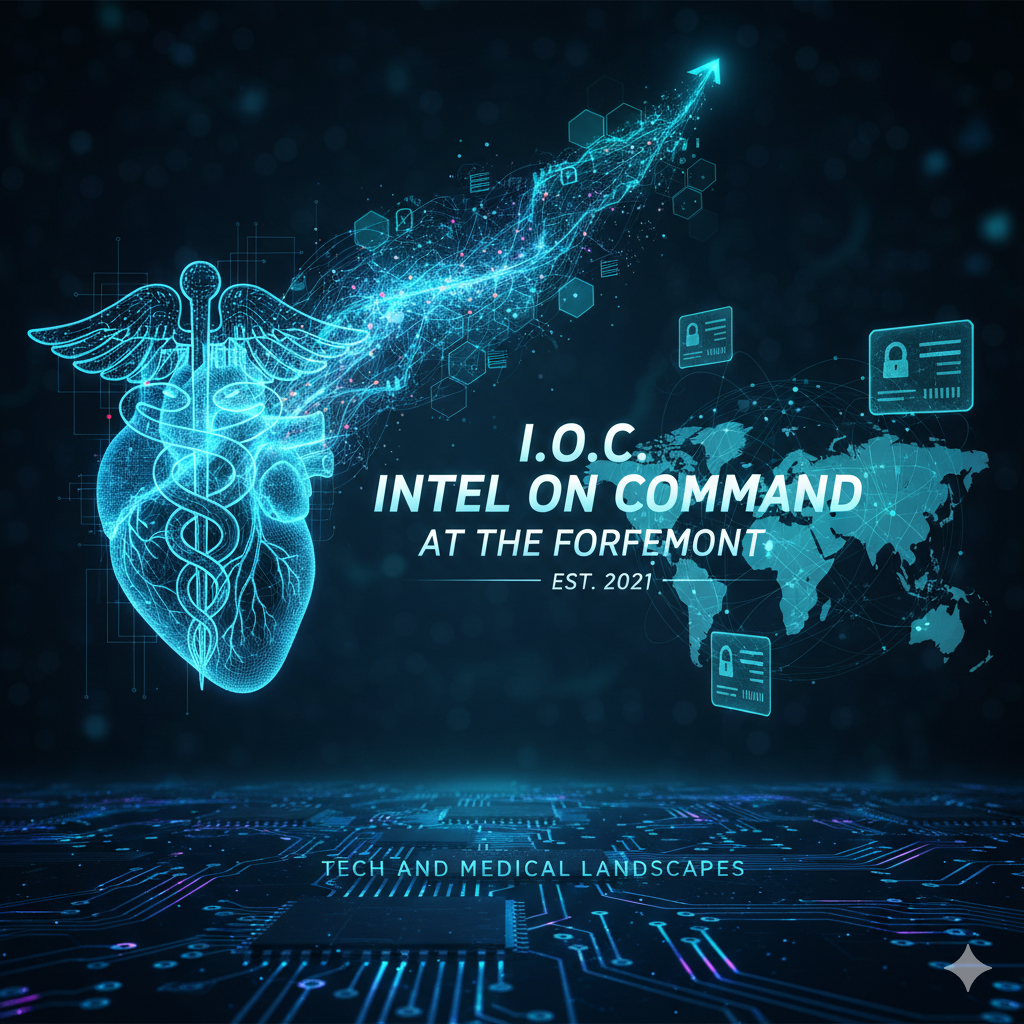 I.O.C.
INTEL ON COMMAND
AT THE FORFEMONT
EST. 2021
TECH AND MEDICAL LANDSCAPES